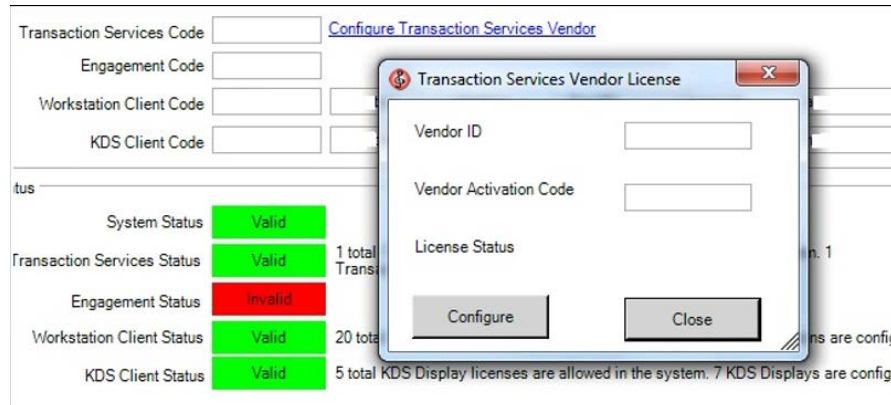 Transaction Services Code
Configure Transaction Services Vendor
Engagement Code
Workstation Client Code
KDS Client Code
Transaction Services Vendor License
Vendor ID
Vendor Activation Code
License Status
Configure
Close
tus
System Status Valid
Transaction Services Status Valid 1 total n. 1
Transa
Engagement Status Invalid
Workstation Client Status Valid 20 tota ns are config
KDS Client Status Valid 5 total KDS Display licenses are allowed in the system. 7 KDS Displays are config